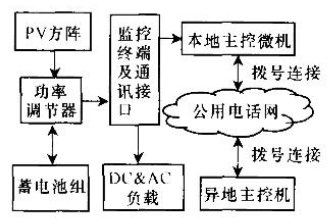 PV方阵
功率
调节器
蓄电池组
监控
终端
及通
讯接
口
DC&AC
负载
本地主控微机
拨号连接
公用电话网
拨号连接
异地主控机